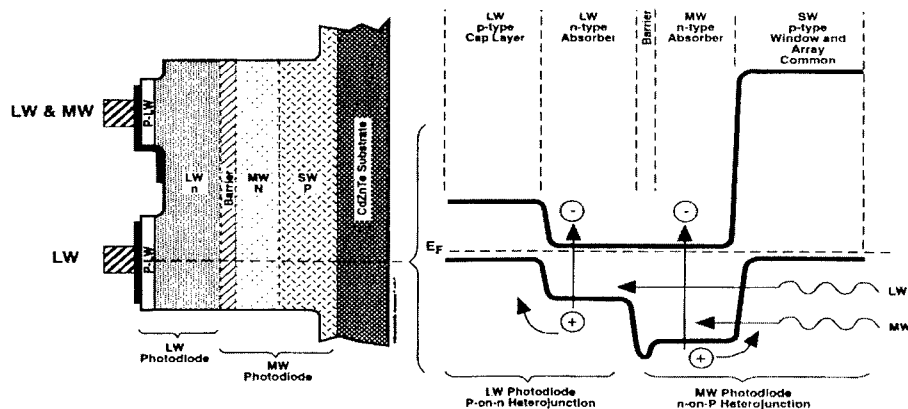 LW & MW
LW
P-LW
P-LW
LW
n
Barrier
MW
N
SW
P
CdZnTe Substrate
LW
Photodiode
MW
Photodiode
LW
p-type
Cap Layer
LW
n-type
Absorber
Barrier
MW
n-type
Absorber
SW
p-type
Window and
Array
Common
EF
-
-
+
+
LW
MW
LW Photodiode
P-on-n Heterojunction
MW Photodiode
n-on-P Heterojunction